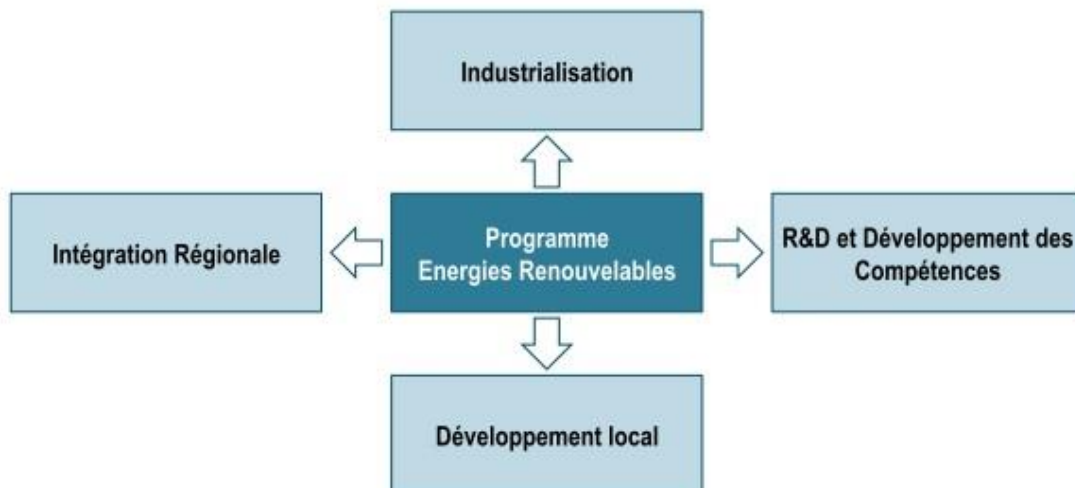 Industrialisation
Intégration Régionale
Programme
Energies Renouvelables
R&D et Développement des
Compétences
Développement local